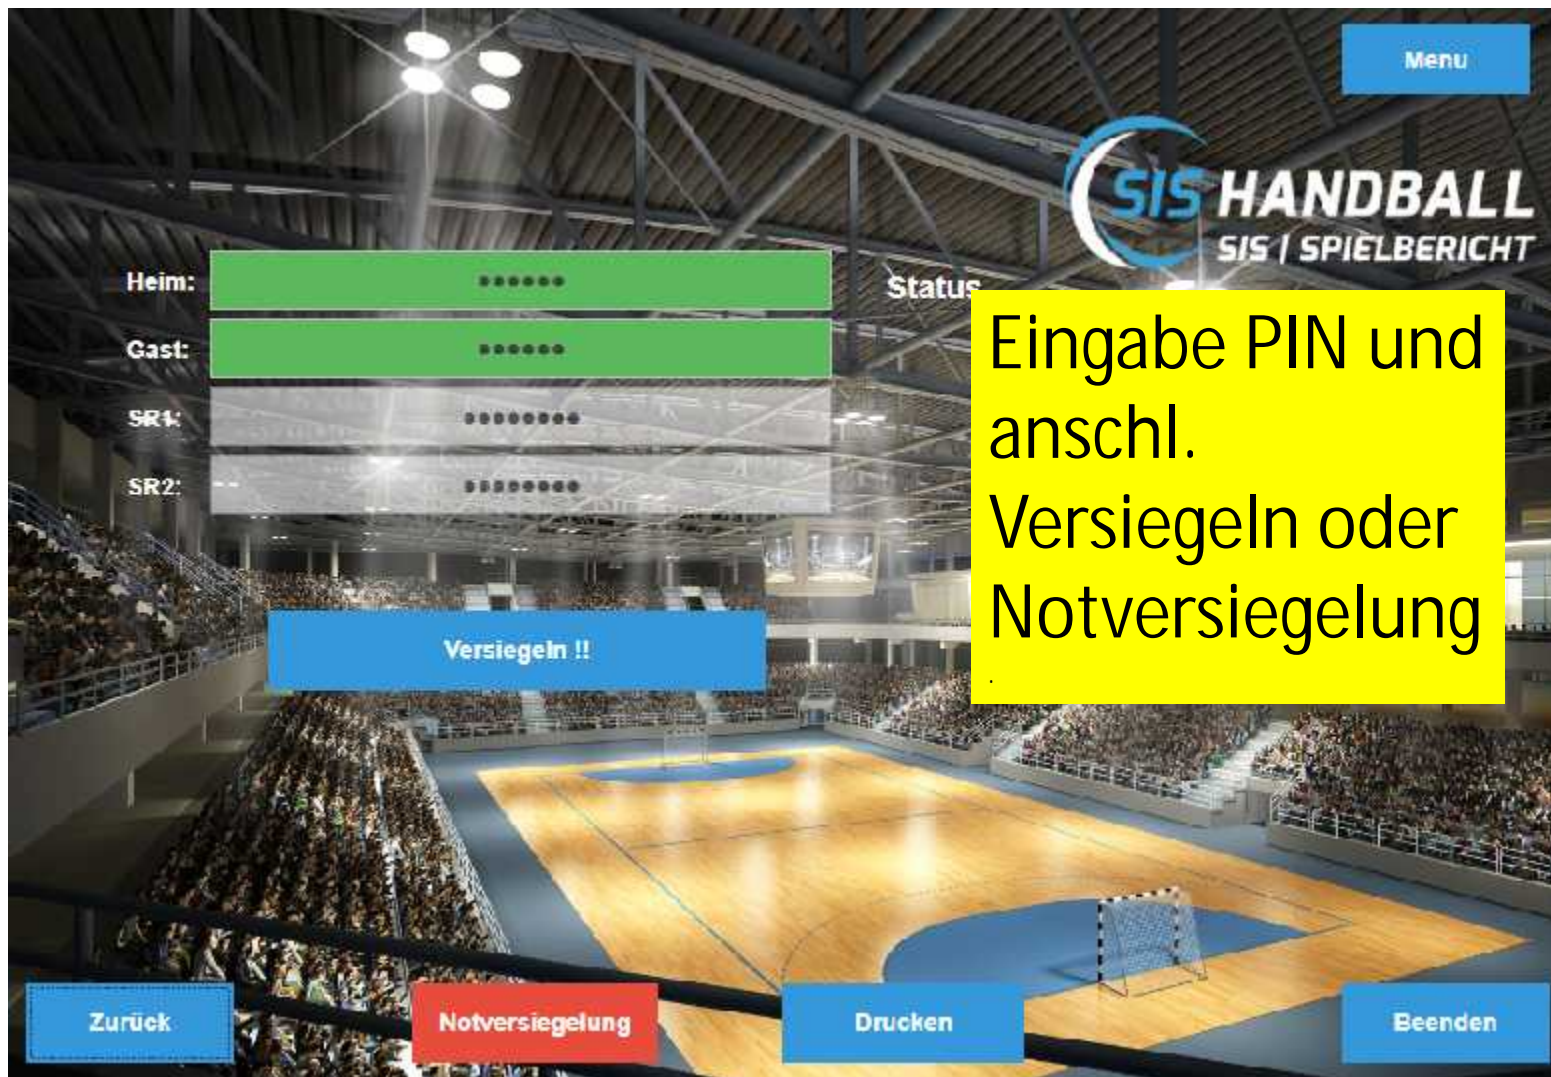 Menu
SIS HANDBALL
SIS | SPIELBERICHT
Heim: ••••••
Status
Gast: ••••••
SR1: ••••••••
SR2: ••••••••
Eingabe PIN und
anschl.
Versiegeln oder
Notversiegelung
.
Versiegeln !!
Zurück
Notversiegelung
Drucken
Beenden